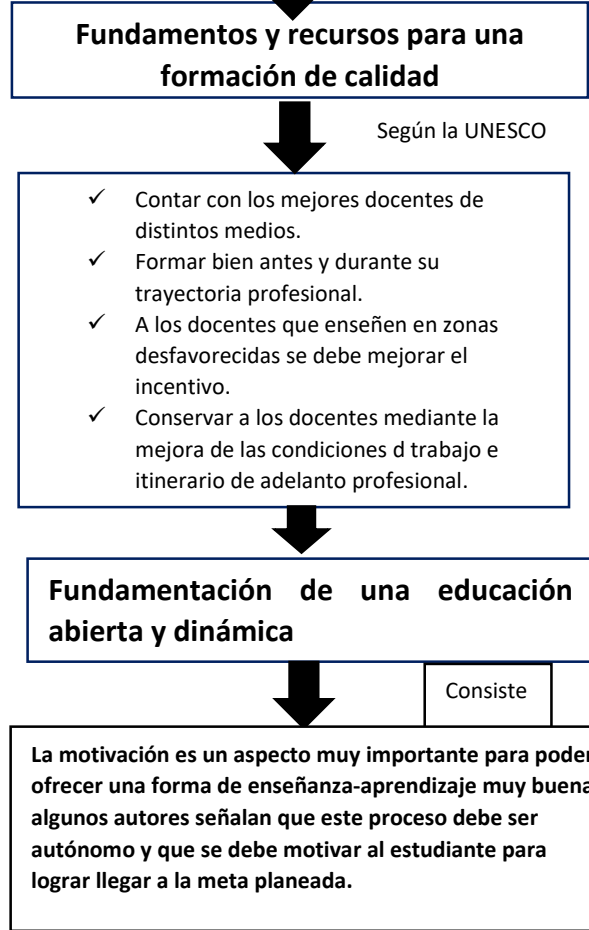 Fundamentos y recursos para una
formación de calidad
Según la UNESCO
✓ Contar con los mejores docentes de
distintos medios.
✓ Formar bien antes y durante su
trayectoria profesional.
✓ A los docentes que enseñen en zonas
desfavorecidas se debe mejorar el
incentivo.
✓ Conservar a los docentes mediante la
mejora de las condiciones d trabajo e
itinerario de adelanto profesional.
Fundamentación de una educación
abierta y dinámica
Consiste
La motivación es un aspecto muy importante para poder
ofrecer una forma de enseñanza-aprendizaje muy buena
algunos autores señalan que este proceso debe ser
autónomo y que se debe motivar al estudiante para
lograr llegar a la meta planeada.